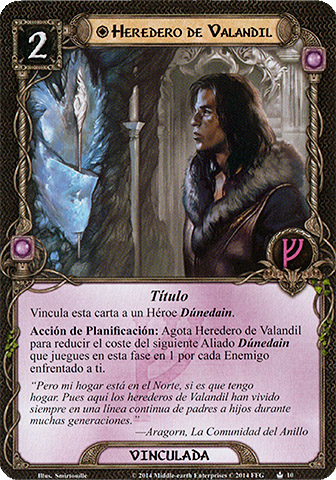 2
HEREDERO DE VALANDIL
Título
Vincula esta carta a un Héroe Dúnedain.
Acción de Planificación: Agota Heredero de Valandil
para reducir el coste del siguiente Aliado Dúnedain
que juegues en esta fase en 1 por cada Enemigo
enfrentado a ti.
“Pero mi hogar está en el Norte, si es que tengo
hogar. Pues aquí los herederos de Valandil han vivido
siempre en una línea continua de padres a hijos durante
muchas generaciones.”
—Aragorn, La Comunidad del Anillo
VINCULADA
Illus. Smirtouille
© 2014 Middle-earth Enterprises © 2014 FFG
10